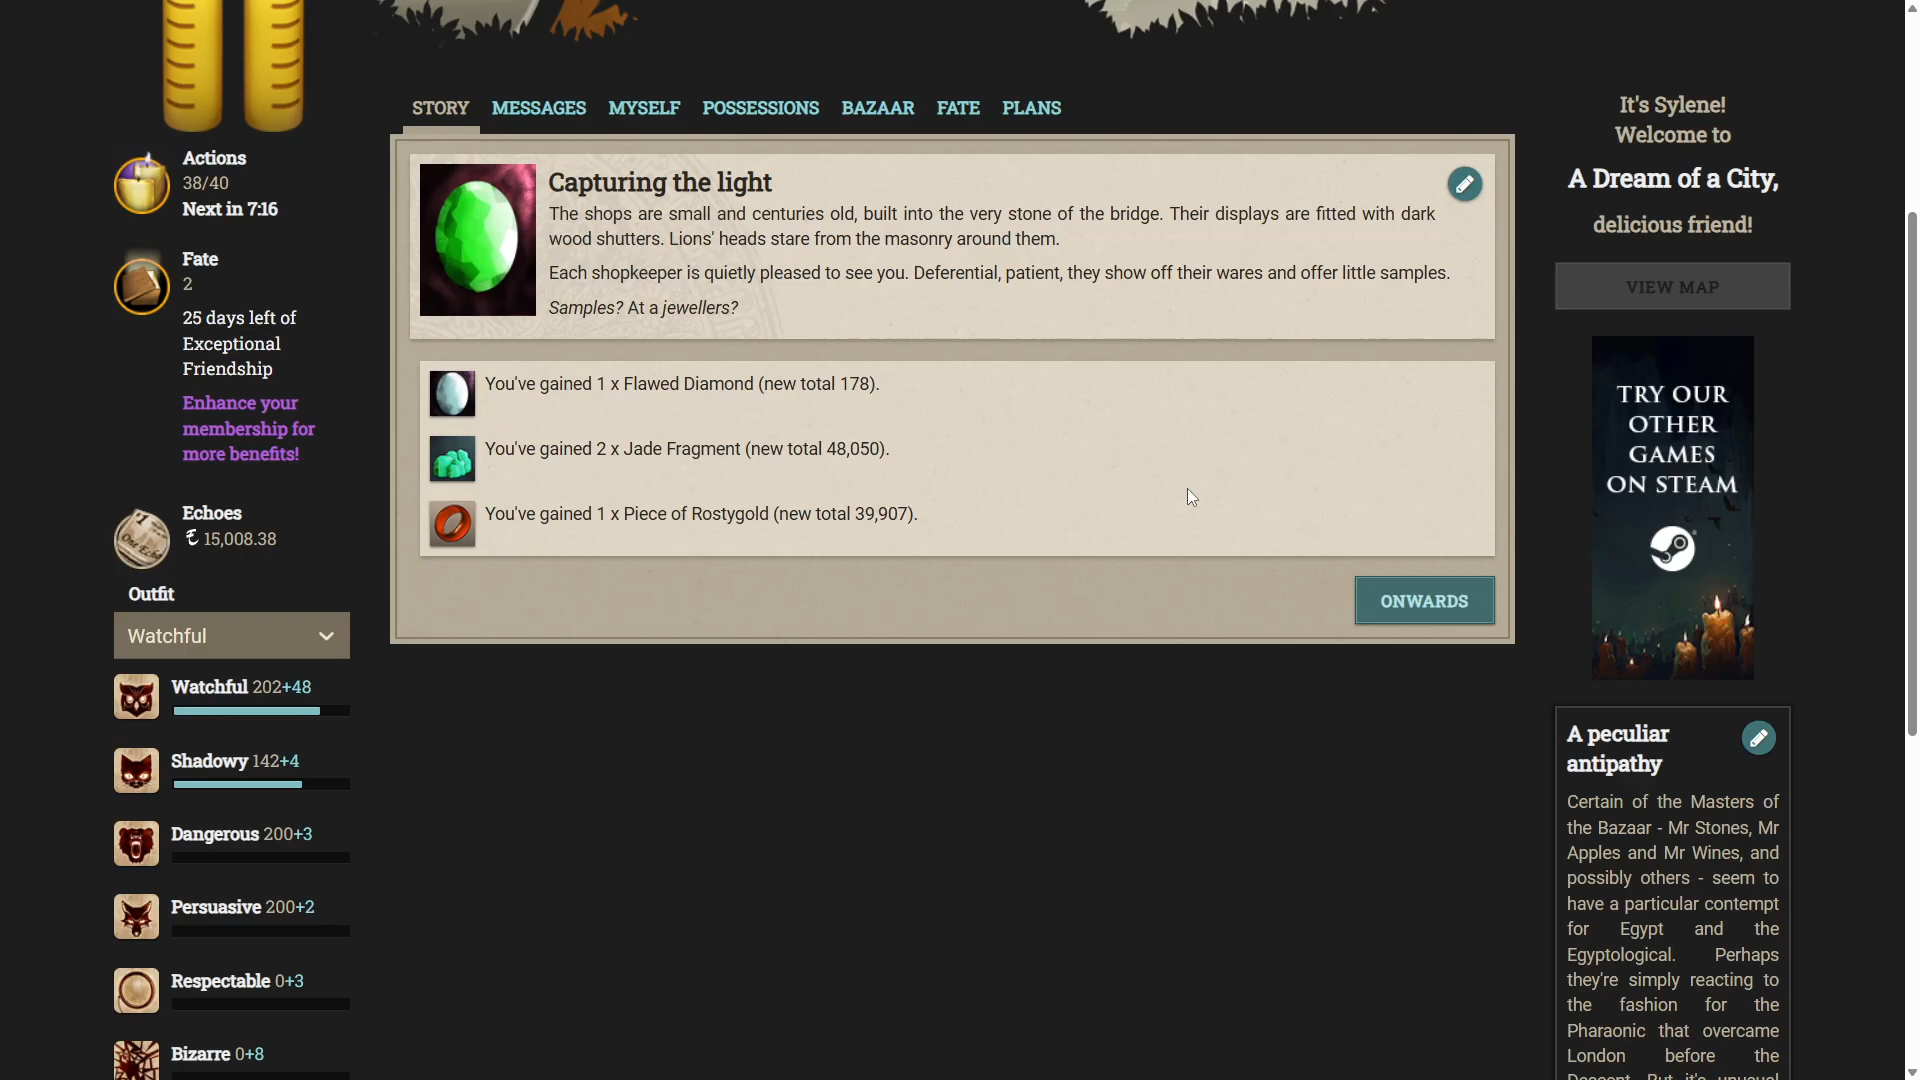 Actions
38/40
Next in 7:16
Fate
2
25 days left of
Exceptional
Friendship
Enhance your
membership for
more benefits!
Echoes
15,008.38
Outfit
Watchful
Watchful 202+48
Shadowy 142+4
Dangerous 200+3
Persuasive 200+2
Respectable 0+3
Bizarre 0+8
STORY MESSAGES MYSELF POSSESSIONS BAZAAR FATE PLANS
Capturing the light
The shops are small and centuries old, built into the very stone of the bridge. Their displays are fitted with dark
wood shutters. Lions' heads stare from the masonry around them.
Each shopkeeper is quietly pleased to see you. Deferential, patient, they show off their wares and offer little samples.
Samples? At a jewellers?
You've gained 1 x Flawed Diamond (new total 178).
You've gained 2 x Jade Fragment (new total 48,050).
You've gained 1 x Piece of Rostygold (new total 39,907).
ONWARDS
It's Sylene!
Welcome to
A Dream of a City,
delicious friend!
VIEW MAP
TRY OUR
OTHER
GAMES
ON STEAM
A peculiar
antipathy
Certain of the Masters of
the Bazaar - Mr Stones, Mr
Apples and Mr Wines, and
possibly others - seem to
have a particular contempt
for Egypt and the
Egyptological. Perhaps
they're simply reacting to
the fashion for the
Pharaonic that overcame
London before the
Descent. But it's unusual